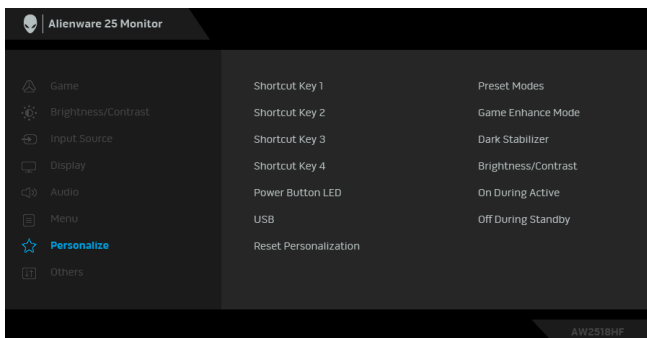 Alienware 25 Monitor
Game
Shortcut Key 1
Preset Modes
Brightness/Contrast
Shortcut Key 2
Game Enhance Mode
Input Source
Shortcut Key 3
Dark Stabilizer
Display
Shortcut Key 4
Brightness/Contrast
Audio
Power Button LED
On During Active
Menu
USB
Off During Standby
Personalize
Reset Personalization
Others
AW2518HF